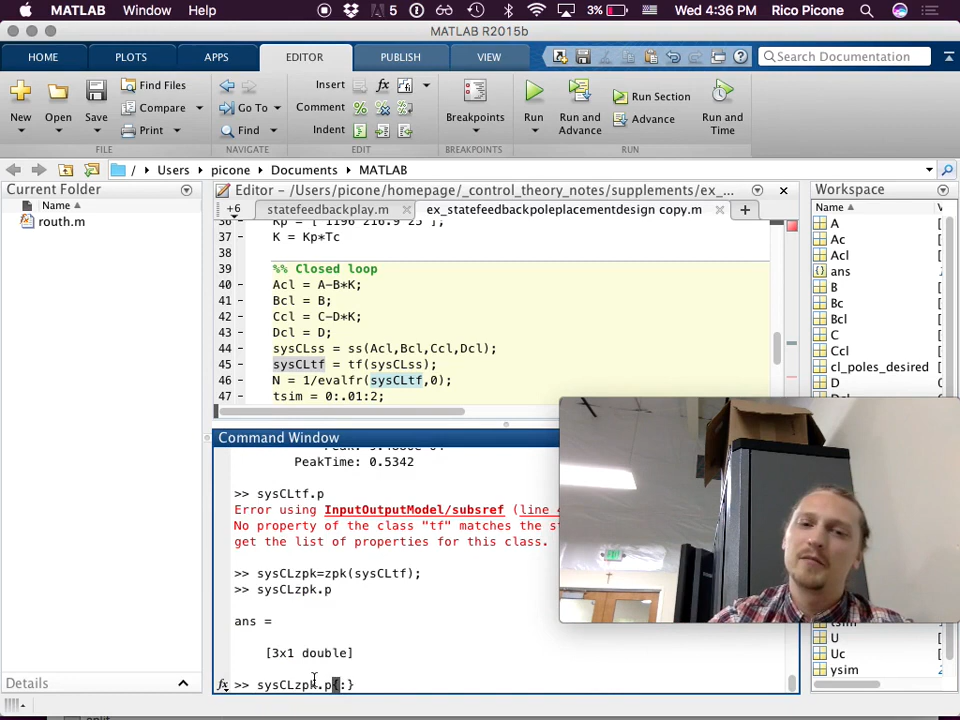 MATLAB Window Help 5 3% Wed 4:36 PM Rico Picone
MATLAB R2015b
HOME PLOTS APPS EDITOR PUBLISH VIEW Search Documentation
New Open Save Find Files Compare Print
Go To Find
Insert fx Comment Indent
Breakpoints
Run Run and Advance Run Section Advance Run and Time
FILE NAVIGATE EDIT BREAKPOINTS RUN
/ Users picone Documents MATLAB
Current Folder
Name
routh.m
Details
Editor - /Users/picone/homepage/_control_theory_notes/supplements/ex_...
+6 statefeedbackplay.m ex_statefeedbackpoleplacementdesign copy.m
37 - K = Kp*Tc
38
39 %% Closed loop
40 - Acl = A-B*K;
41 - Bcl = B;
42 - Ccl = C-D*K;
43 - Dcl = D;
44 - sysCLss = ss(Acl,Bcl,Ccl,Dcl);
45 - sysCLtf = tf(sysCLss);
46 - N = 1/evalfr(sysCLtf,0);
47 - tsim = 0:.01:2;
Command Window
PeakTime: 0.5342
>> sysCLtf.p
Error using InputOutputModel/subsref (line
No property of the class "tf" matches the
get the list of properties for this class.
>> sysCLzpk=zpk(sysCLtf);
>> sysCLzpk.p
ans =
[3x1 double]
fx >> sysCLzpk.p{:}
Workspace
Name
A
Ac
Acl
ans
B
Bc
Bcl
C
Ccl
cl_poles_desired
D
U
Uc
ysim